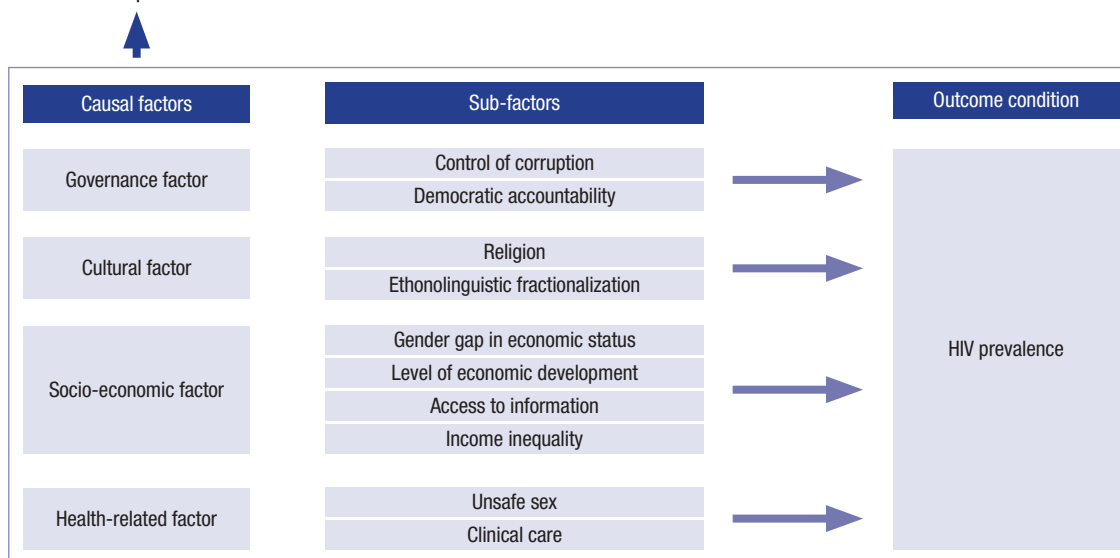 Causal factors
Sub-factors
Outcome condition
Governance factor
Control of corruption
Democratic accountability
Cultural factor
Religion
Ethonolinguistic fractionalization
Socio-economic factor
Gender gap in economic status
Level of economic development
Access to information
Income inequality
HIV prevalence
Health-related factor
Unsafe sex
Clinical care